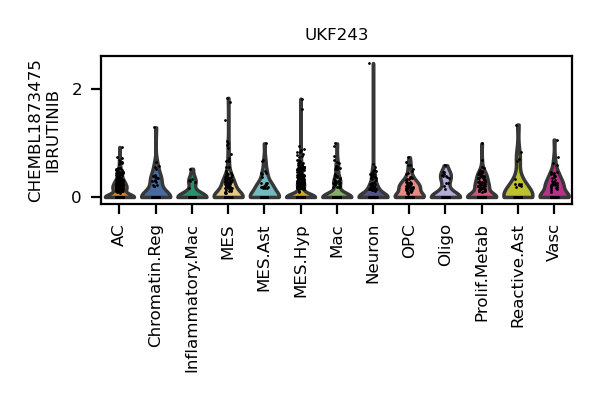 UKF243
CHEMBL1873475
IBRUTINIB
2
0
AC
Chromatin.Reg
Inflammatory.Mac
MES
MES.Ast
MES.Hyp
Mac
Neuron
OPC
Oligo
Prolif.Metab
Reactive.Ast
Vasc